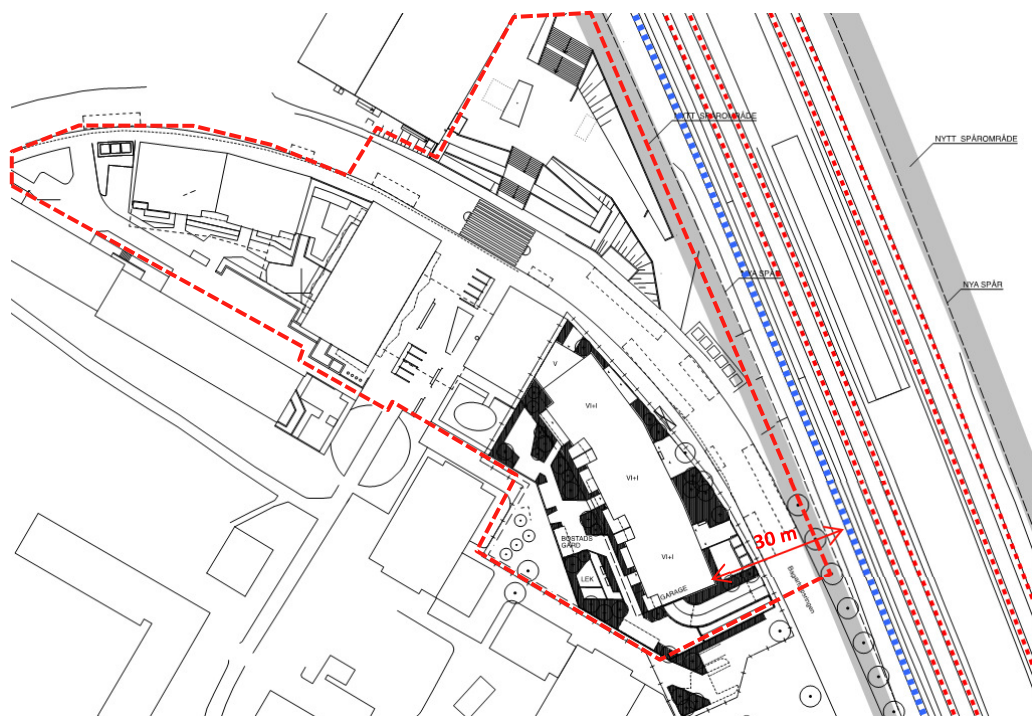 NYTT SPÅROMRÅDE
NYTT SPÅROMRÅDE
NYA SPÅR
NYA SPÅR
V
VI+I
VI+I
30 m
BOSTADS
GÅRD
VI+I
LEK
GARAGE